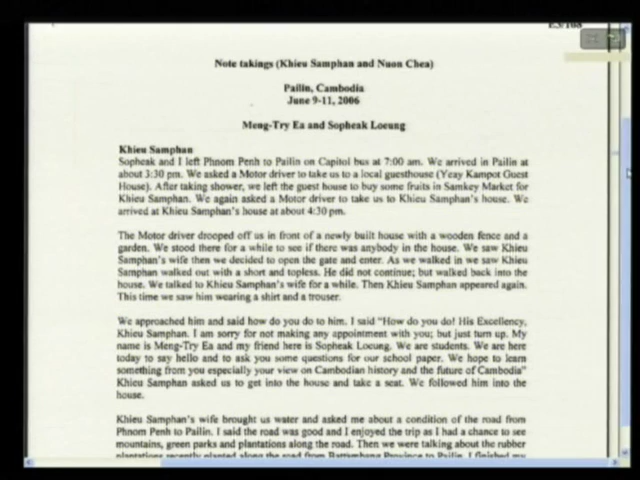 E3/108
Note takings (Khieu Samphan and Nuon Chea)
Pailin, Cambodia
June 9-11, 2006
Meng-Try Ea and Sopheak Loeung
Khieu Samphan
Sopheak and I left Phnom Penh to Pailin on Capitol bus at 7:00 am. We arrived in Pailin at
about 3:30 pm. We asked a Motor driver to take us to a local guesthouse (Yeay Kampot Guest
House). After taking shower, we left the guest house to buy some fruits in Samkey Market for
Khieu Samphan. We again asked a Motor driver to take us to Khieu Samphan's house. We
arrived at Khieu Samphan's house at about 4:30 pm.
The Motor driver drooped off us in front of a newly built house with a wooden fence and a
garden. We stood there for a while to see if there was anybody in the house. We saw Khieu
Samphan's wife then we decided to open the gate and enter. As we walked in we saw Khieu
Samphan walked out with a short and topless. He did not continue; but walked back into the
house. We talked to Khieu Samphan's wife for a while. Then Khieu Samphan appeared again.
This time we saw him wearing a shirt and a trouser.
We approached him and said how do you do to him. I said "How do you do! His Excellency,
Khieu Samphan. I am sorry for not making any appointment with you; but just turn up. My
name is Meng-Try Ea and my friend here is Sopheak Loeung. We are students. We are here
today to say hello and to ask you some questions for our school paper. We hope to learn
something from you especially your view on Cambodian history and the future of Cambodia"
Khieu Samphan asked us to get into the house and take a seat. We followed him into the
house.
Khieu Samphan's wife brought us water and asked me about a condition of the road from
Phnom Penh to Pailin. I said the road was good and I enjoyed the trip as I had a chance to see
mountains, green parks and plantations along the road. Then we were talking about the rubber
plantations recently planted along the road from Battambang Province to Pailin. I finished my